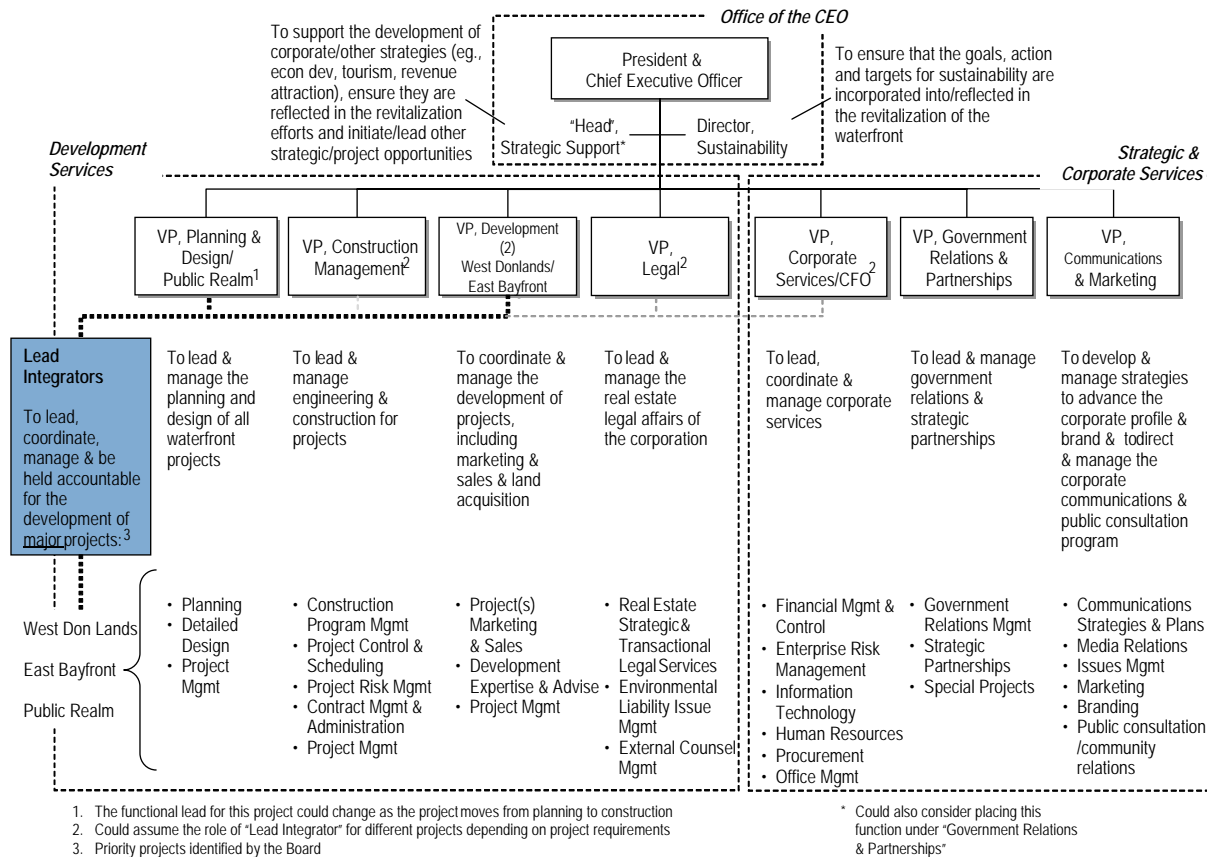 Office of the CEO
To support the development of
corporate/other strategies (eg.,
econ dev, tourism, revenue
attraction), ensure they are
reflected in the revitalization
efforts and initiate/lead other
strategic/project opportunities
President &
Chief Executive Officer
"Head",
Strategic Support*
Director,
Sustainability
To ensure that the goals, action
and targets for sustainability are
incorporated into/reflected in
the revitalization of the
waterfront
Development
Services
Strategic &
Corporate Services
VP, Planning &
Design/
Public Realm1
VP, Construction
Management2
VP, Development
(2)
West Donlands/
East Bayfront
VP,
Legal2
VP,
Corporate
Services/CFO2
VP, Government
Relations &
Partnerships
VP,
Communications
& Marketing
Lead
Integrators
To lead,
coordinate,
manage & be
held accountable
for the
development of
major projects:3
To lead &
manage the
planning and
design of all
waterfront
projects
To lead &
manage
engineering &
construction for
projects
To coordinate &
manage the
development of
projects,
including
marketing &
sales & land
acquisition
To lead &
manage the
real estate
legal affairs of
the corporation
To lead,
coordinate &
manage corporate
services
To lead & manage
government
relations &
strategic
partnerships
To develop &
manage strategies
to advance the
corporate profile &
brand & todirect
& manage the
corporate
communications &
public consultation
program
West Don Lands
East Bayfront
Public Realm
• Planning
• Detailed
Design
• Project
Mgmt
• Construction
Program Mgmt
• Project Control &
Scheduling
• Project Risk Mgmt
• Contract Mgmt &
Administration
• Project Mgmt
• Project(s)
Marketing
& Sales
• Development
Expertise & Advise
• Project Mgmt
• Real Estate
Strategic &
Transactional
Legal Services
• Environmental
Liability Issue
Mgmt
• External Counsel
Mgmt
• Financial Mgmt &
Control
• Enterprise Risk
Management
• Information
Technology
• Human Resources
• Procurement
• Office Mgmt
• Government
Relations Mgmt
• Strategic
Partnerships
• Special Projects
• Communications
Strategies & Plans
• Media Relations
• Issues Mgmt
• Marketing
• Branding
• Public consultation
/community
relations
1. The functional lead for this project could change as the project moves from planning to construction
2. Could assume the role of "Lead Integrator" for different projects depending on project requirements
3. Priority projects identified by the Board
* Could also consider placing this
function under "Government Relations
& Partnerships"